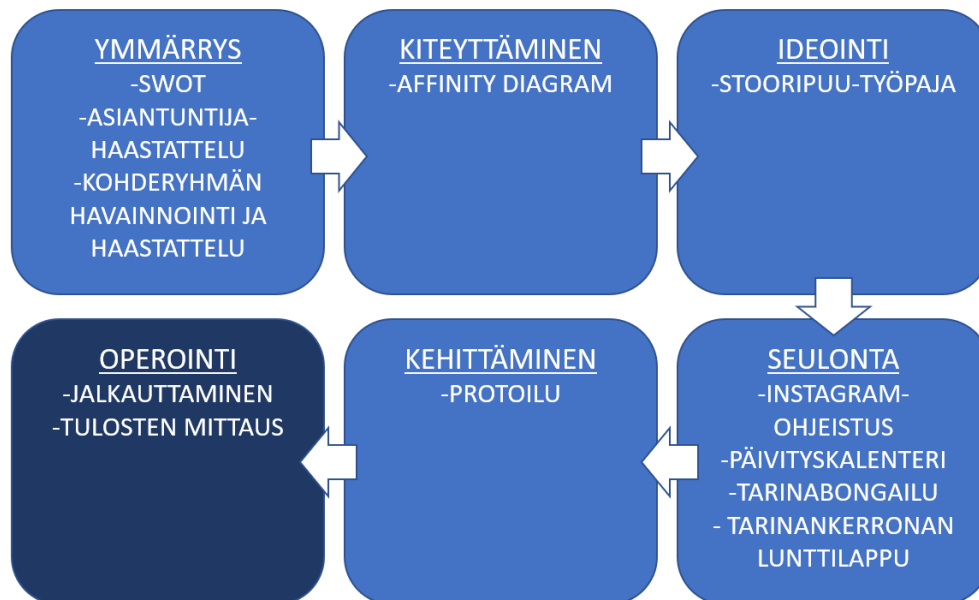 YMMÄRRYS
-SWOT
-ASIANTUNTIJA-
HAASTATTELU
-KOHDERYHMÄN
HAVAINNOINTI JA
HAASTATTELU
KITEYTTÄMINEN
-AFFINITY DIAGRAM
IDEOINTI
-STOORIPUU-TYÖPAJA
SEULONTA
-INSTAGRAM-
OHJEISTUS
-PÄIVITYSKALENTERI
-TARINABONGAILU
- TARINANKERRONAN
LUNTTILAPPU
KEHITTÄMINEN
-PROTOILU
OPEROINTI
-JALKAUTTAMINEN
-TULOSTEN MITTAUS